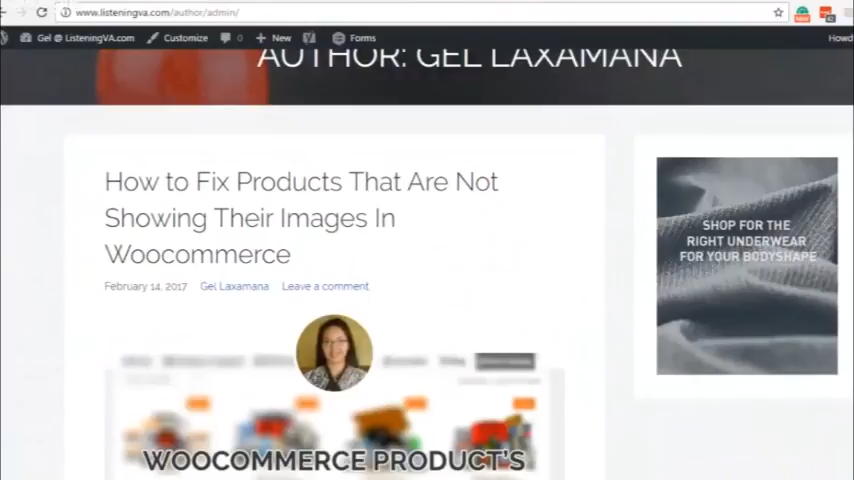 www.listeningva.com/author/admin/
Gel @ ListeningVA.com Customize 0 New Forms Howd
AUTHOR: GEL LAXAMANA
How to Fix Products That Are Not
Showing Their Images In
Woocommerce
February 14, 2017 Gel Laxamana Leave a comment
SHOP FOR THE
RIGHT UNDERWEAR
FOR YOUR BODYSHAPE
WOOCOMMERCE PRODUCT'S